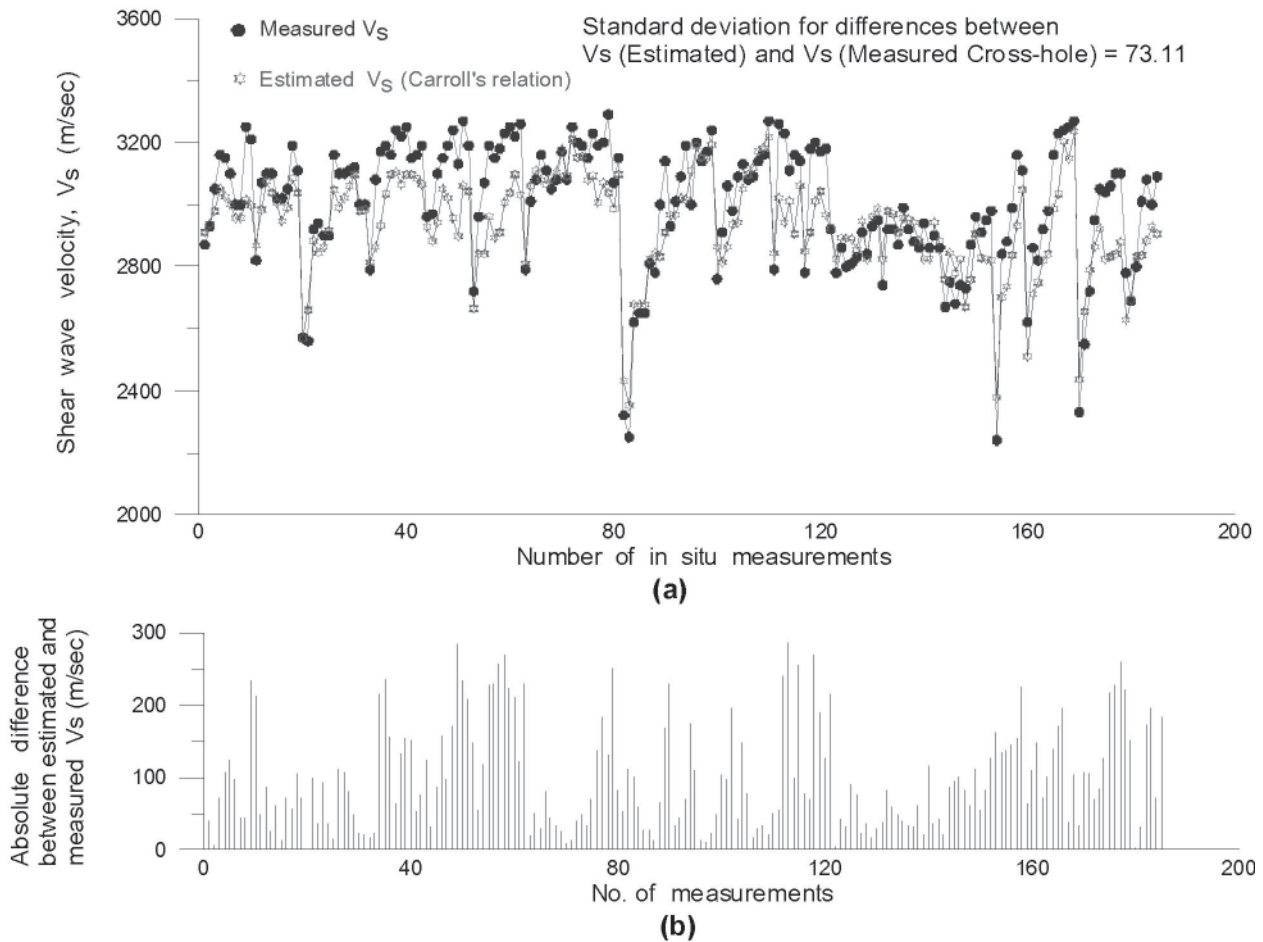 3600
3200
2800
2400
2000
Shear wave velocity, Vs (m/sec)
Measured VS
Estimated VS (Carroll's relation)
Standard deviation for differences between
Vs (Estimated) and Vs (Measured Cross-hole) = 73.11
0 40 80 120 160 200
Number of in situ measurements
(a)
300
200
100
0
Absolute difference
between estimated and
measured Vs (m/sec)
0 40 80 120 160 200
No. of measurements
(b)